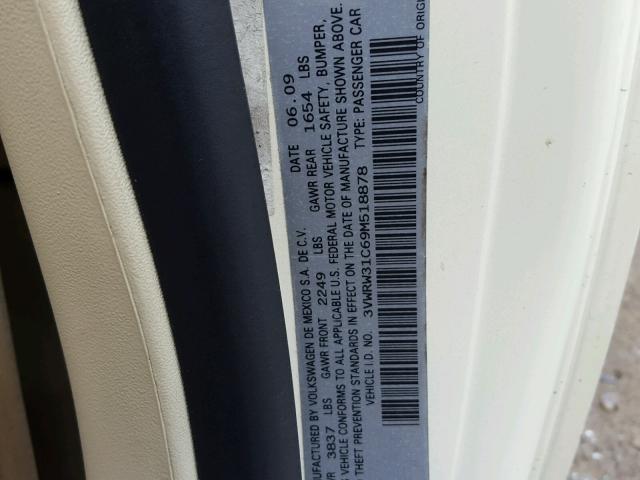 NUFACTURED BY VOLKSWAGEN DE MEXICO S.A. DE C.V. DATE 06.09
3837 LBS GAWR FRONT 2249 LBS GAWR REAR 1654 LBS
VEHICLE CONFORMS TO ALL APPLICABLE U.S. FEDERAL MOTOR VEHICLE SAFETY, BUMPER,
THEFT PREVENTION STANDARDS IN EFFECT ON THE DATE OF MANUFACTURE SHOWN ABOVE.
VEHICLE I.D. NO. 3VWRW31C69M518878 TYPE: PASSENGER CAR
COUNTRY OF ORIGI